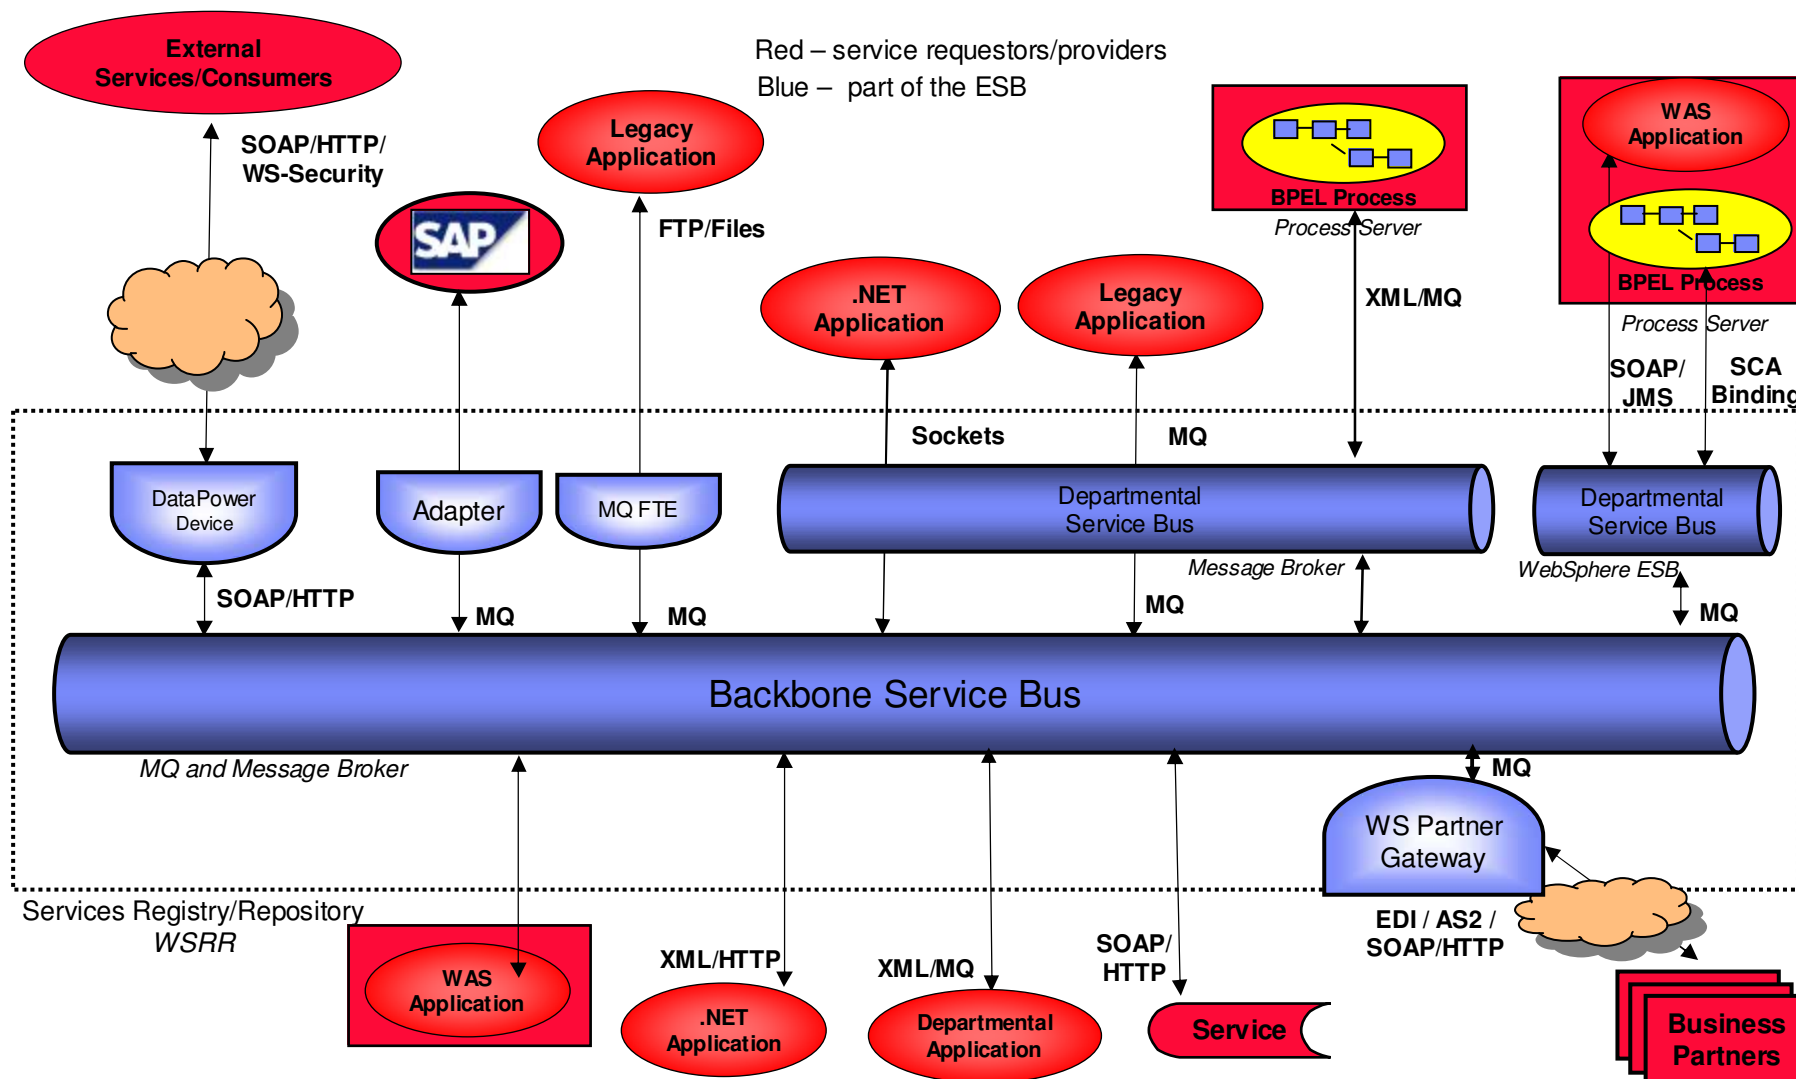 External
Services/Consumers
Red – service requestors/providers
Blue – part of the ESB
SOAP/HTTP/
WS-Security
Legacy
Application
SAP
FTP/Files
BPEL Process
Process Server
WAS
Application
BPEL Process
Process Server
.NET
Application
Legacy
Application
XML/MQ
SOAP/
JMS
SCA
Binding
Sockets
MQ
DataPower
Device
Adapter
MQ FTE
Departmental
Service Bus
Departmental
Service Bus
Message Broker
WebSphere ESB
SOAP/HTTP
MQ
MQ
MQ
MQ
Backbone Service Bus
MQ and Message Broker
MQ
WS Partner
Gateway
Services Registry/Repository
WSRR
EDI / AS2 /
SOAP/HTTP
WAS
Application
XML/HTTP
XML/MQ
SOAP/
HTTP
.NET
Application
Departmental
Application
Service
Business
Partners